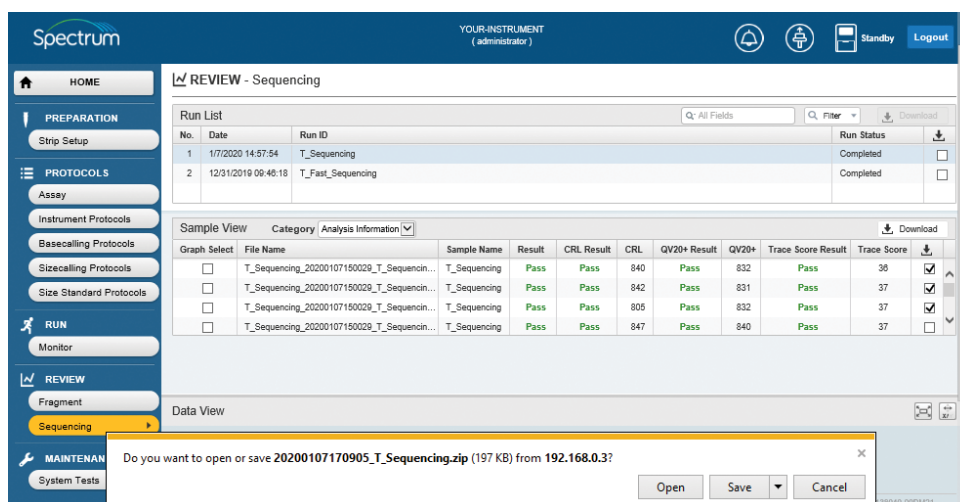 Spectrum
YOUR-INSTRUMENT
( administrator )
Standby
Logout
HOME
PREPARATION
Strip Setup
PROTOCOLS
Assay
Instrument Protocols
Basecalling Protocols
Sizecalling Protocols
Size Standard Protocols
RUN
Monitor
REVIEW
Fragment
Sequencing
MAINTENAN
System Tests
REVIEW - Sequencing
Run List
All Fields
Filter
Download
No. Date Run ID Run Status
1 1/7/2020 14:57:54 T_Sequencing Completed
2 12/31/2019 09:46:18 T_Fast_Sequencing Completed
Sample View Category Analysis Information
Download
Graph Select File Name Sample Name Result CRL Result CRL QV20+ Result QV20+ Trace Score Result Trace Score
T_Sequencing_20200107150029_T_Sequencin... T_Sequencing Pass Pass 840 Pass 832 Pass 36
T_Sequencing_20200107150029_T_Sequencin... T_Sequencing Pass Pass 842 Pass 831 Pass 37
T_Sequencing_20200107150029_T_Sequencin... T_Sequencing Pass Pass 805 Pass 832 Pass 37
T_Sequencing_20200107150029_T_Sequencin... T_Sequencing Pass Pass 847 Pass 840 Pass 37
Data View
Do you want to open or save 20200107170905_T_Sequencing.zip (197 KB) from 192.168.0.3?
Open
Save
Cancel